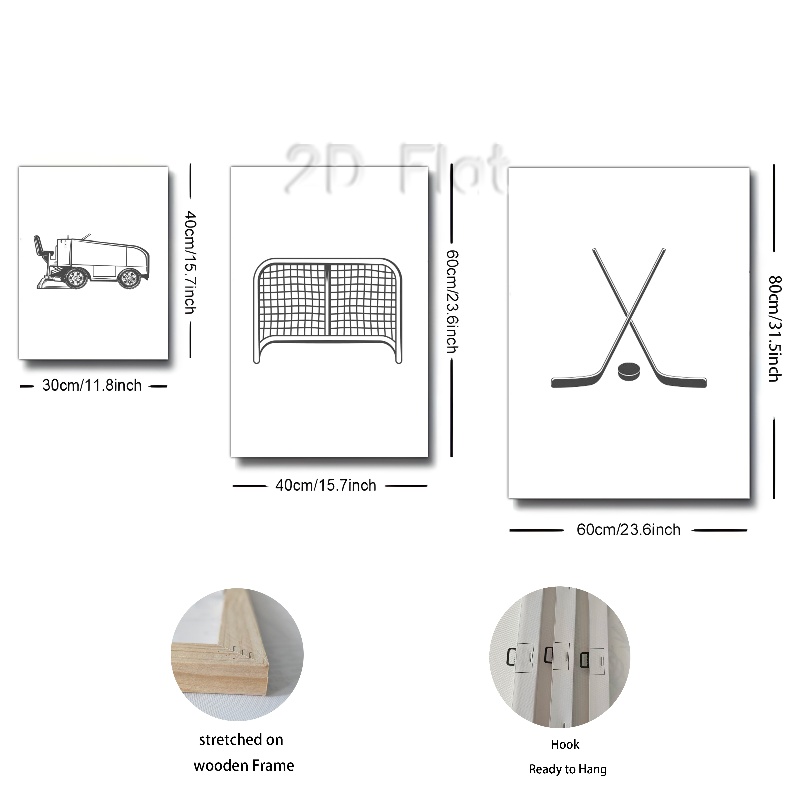 2D Flat
40cm/15.7inch
60cm/23.6inch
80cm/31.5inch
30cm/11.8inch
40cm/15.7inch
60cm/23.6inch
stretched on
wooden Frame
Hook
Ready to Hang